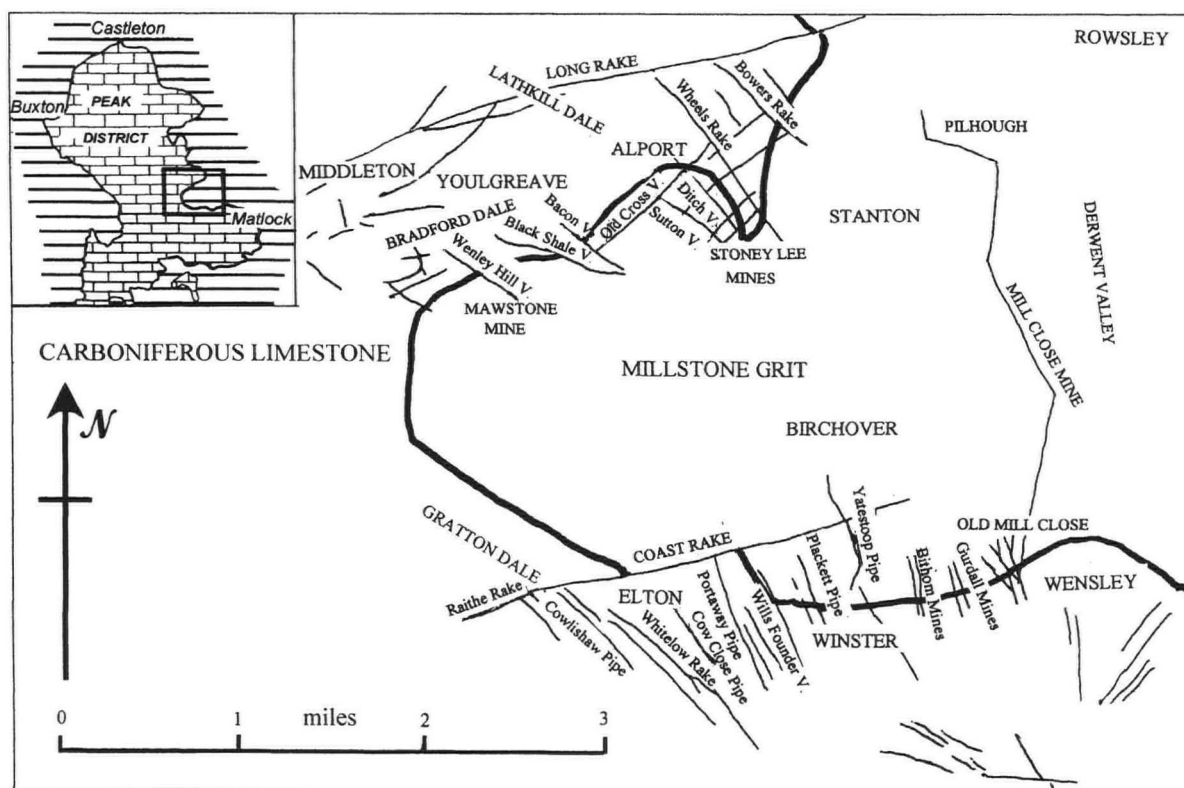 Castleton
Buxton
PEAK
DISTRICT
Matlock
ROWSLEY
LONG RAKE
LATHKILL DALE
Wheels Rake
Bowers Rake
PILHOUGH
ALPORT
MIDDLETON
YOULGREAVE
BRADFORD DALE
Bacon V.
Old Cross V.
Ditch V.
Sutton V.
Black Shale V.
Wenley Hill V.
STANTON
STONEY LEE
MINES
DERWENT VALLEY
MAWSTONE
MINE
MILL CLOSE MINE
CARBONIFEROUS LIMESTONE
MILLSTONE GRIT
N
BIRCHOVER
GRATTON DALE
COAST RAKE
Yatestoop Pipe
Plackett Pipe
OLD MILL CLOSE
Bithom Mines
Gurdall Mines
WENSLEY
Raithe Rake
ELTON
Cowlishaw Pipe
Whitelow Rake
Cow Close Pipe
Portaway Pipe
Wills Founder V.
WINSTER
0 1 miles 2 3